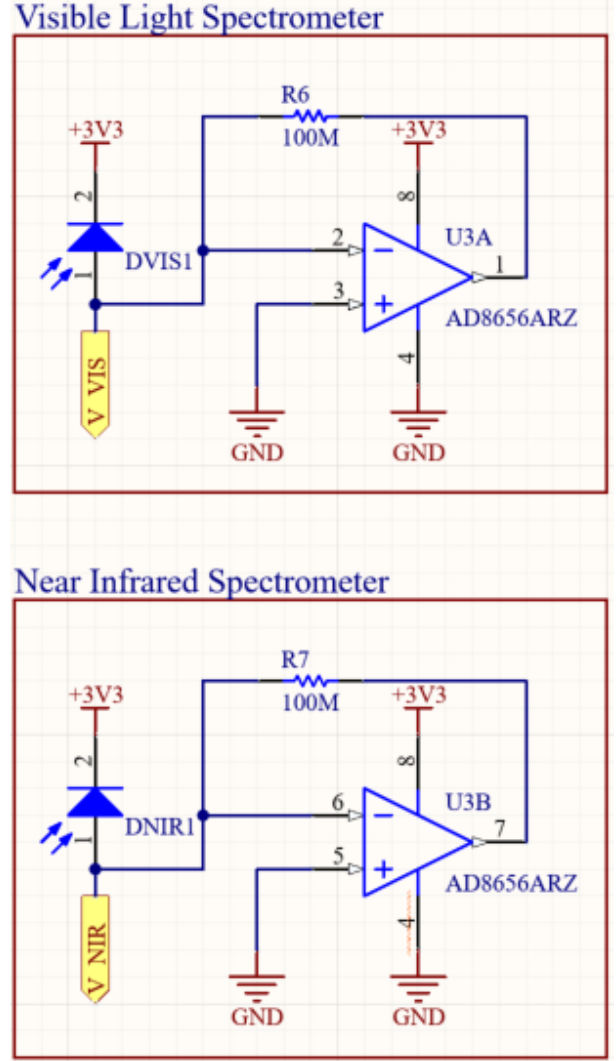 Visible Light Spectrometer
R6
+3V3
100M
+3V3
2
8
2
-
U3A
1
DVIS1
1
3
+
AD8656ARZ
V_VIS
4
GND
GND
Near Infrared Spectrometer
R7
+3V3
100M
+3V3
2
8
6
-
U3B
7
DNIR1
1
5
+
AD8656ARZ
V_NIR
4
GND
GND